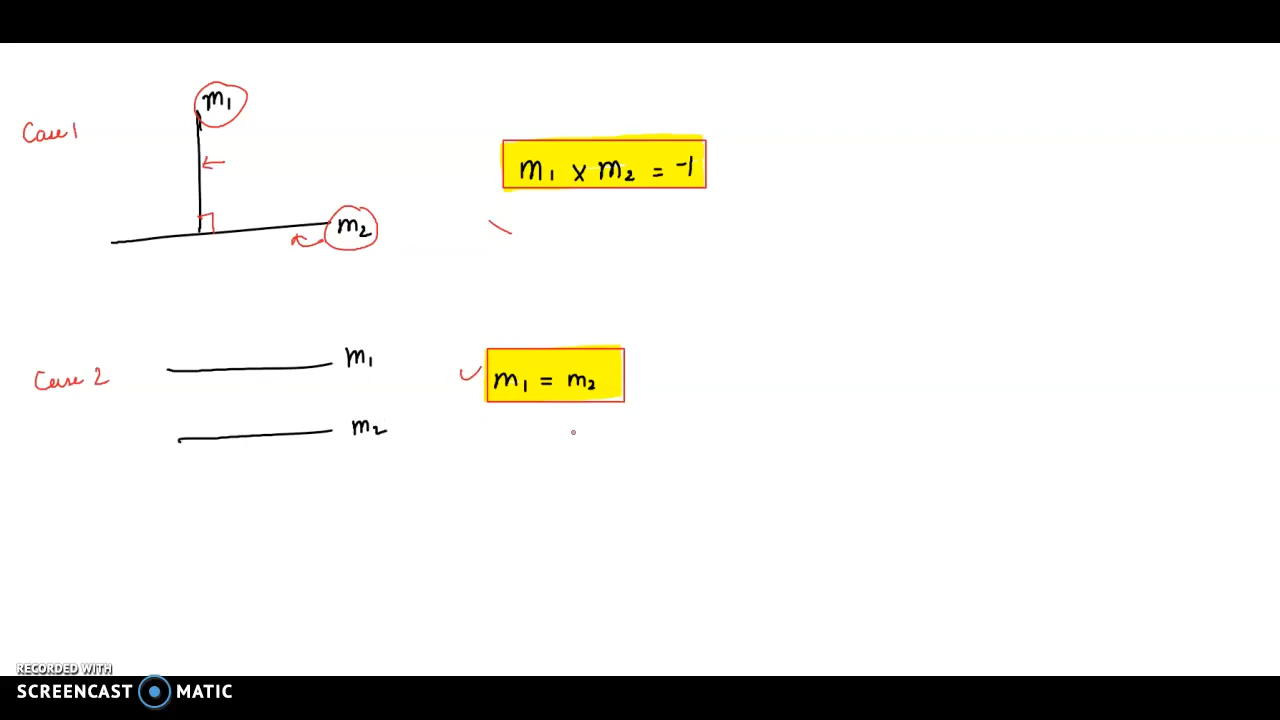 m1
Case 1
m1 x m2 = -1
m2
m1
Case 2
m1 = m2
m2
RECORDED WITH
SCREENCAST MATIC